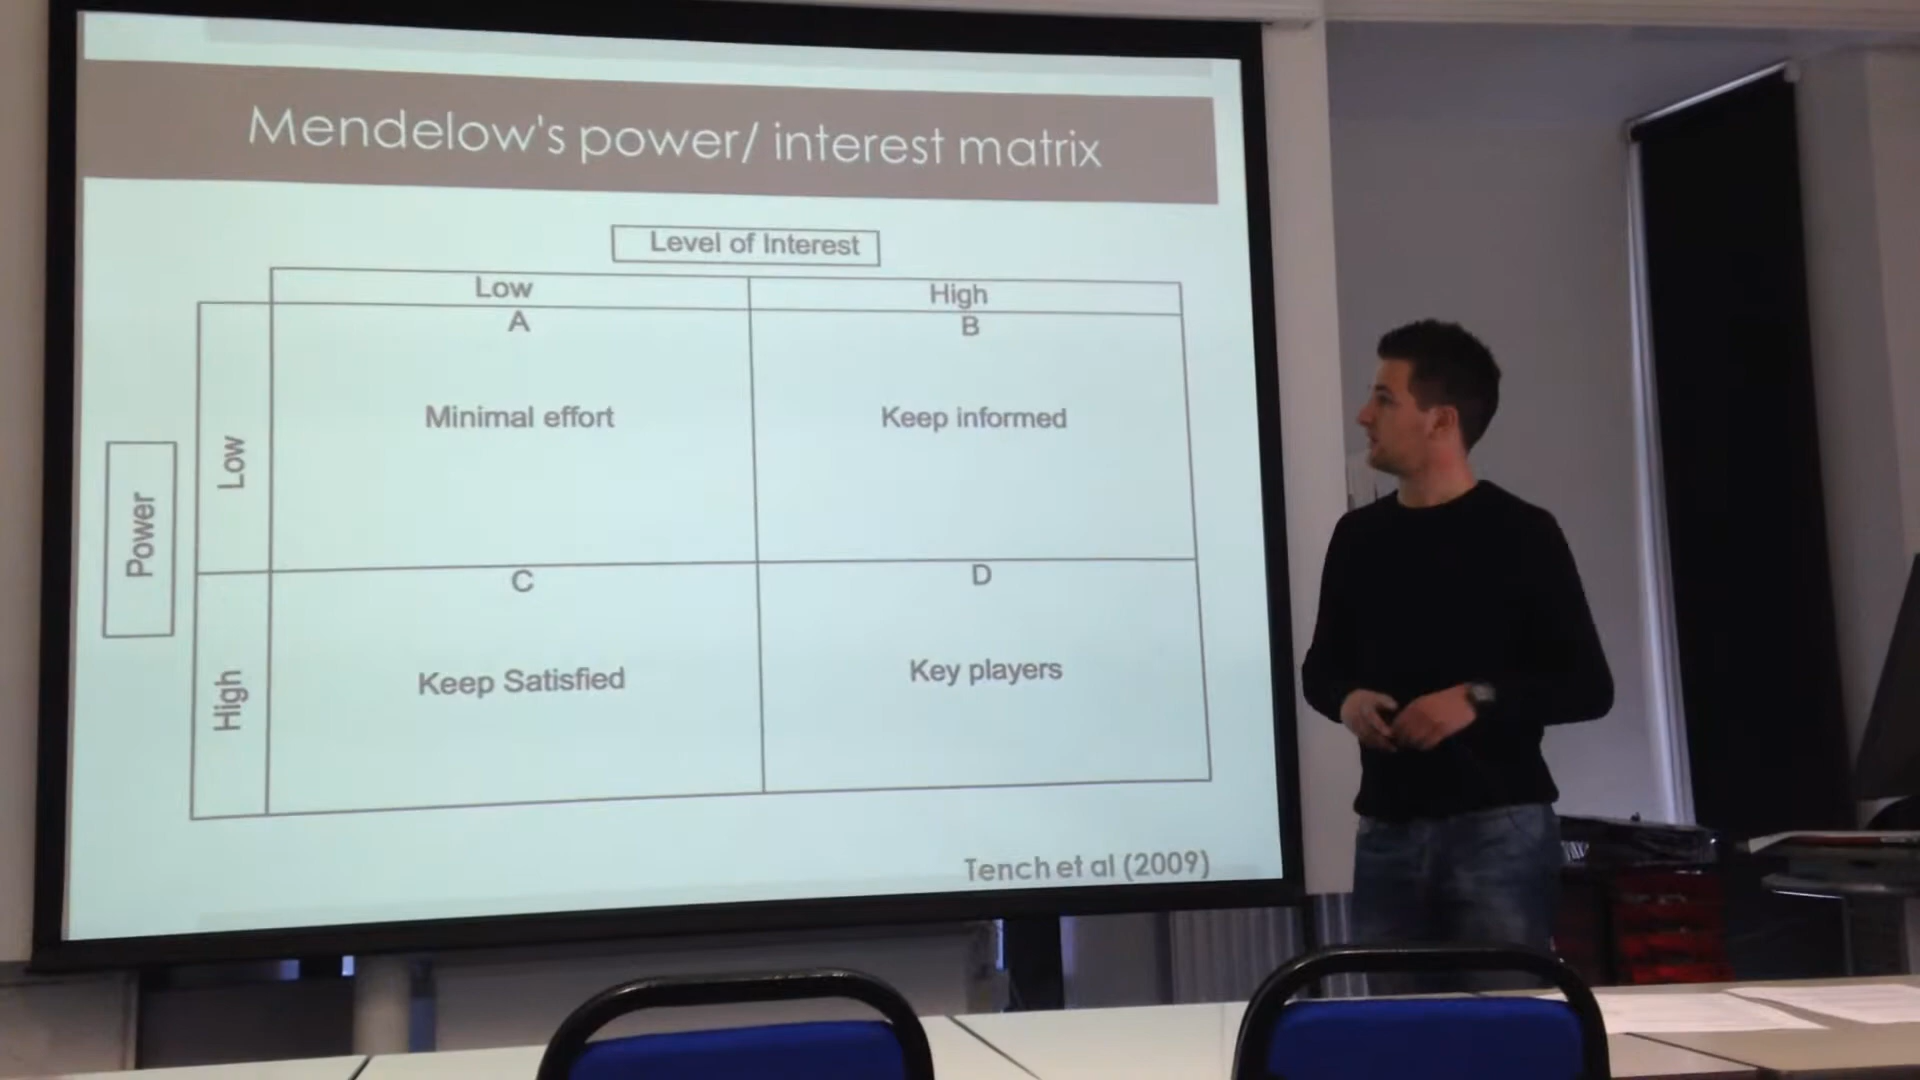 Mendelow's power/ interest matrix
Level of Interest
Low
High
A
B
Minimal effort
Keep informed
Low
Power
C
D
Keep Satisfied
Key players
High
Tench et al (2009)